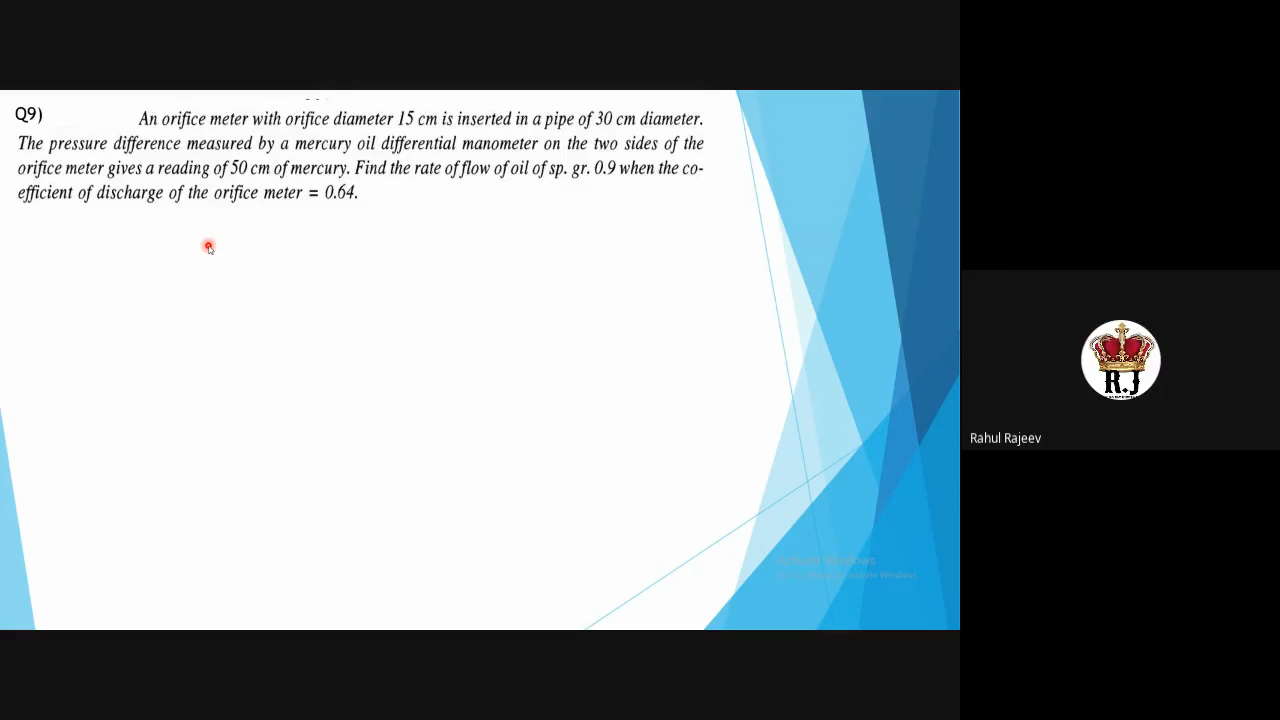 Q9)
An orifice meter with orifice diameter 15 cm is inserted in a pipe of 30 cm diameter.
The pressure difference measured by a mercury oil differential manometer on the two sides of the
orifice meter gives a reading of 50 cm of mercury. Find the rate of flow of oil of sp. gr. 0.9 when the co-
efficient of discharge of the orifice meter = 0.64.
R.J
Rahul Rajeev
Windows
Windows.